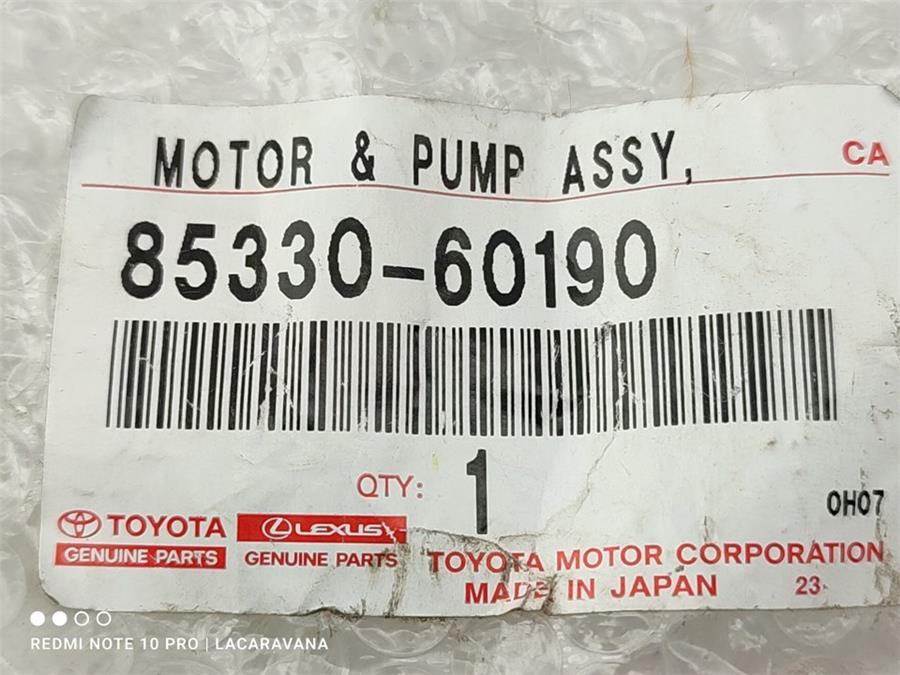 MOTOR & PUMP ASSY, CA
85330-60190
QTY: 1
0H07
TOYOTA LEXUS
GENUINE PARTS GENUINE PARTS TOYOTA MOTOR CORPORATION
MADE IN JAPAN 23-
REDMI NOTE 10 PRO | LACARAVANA